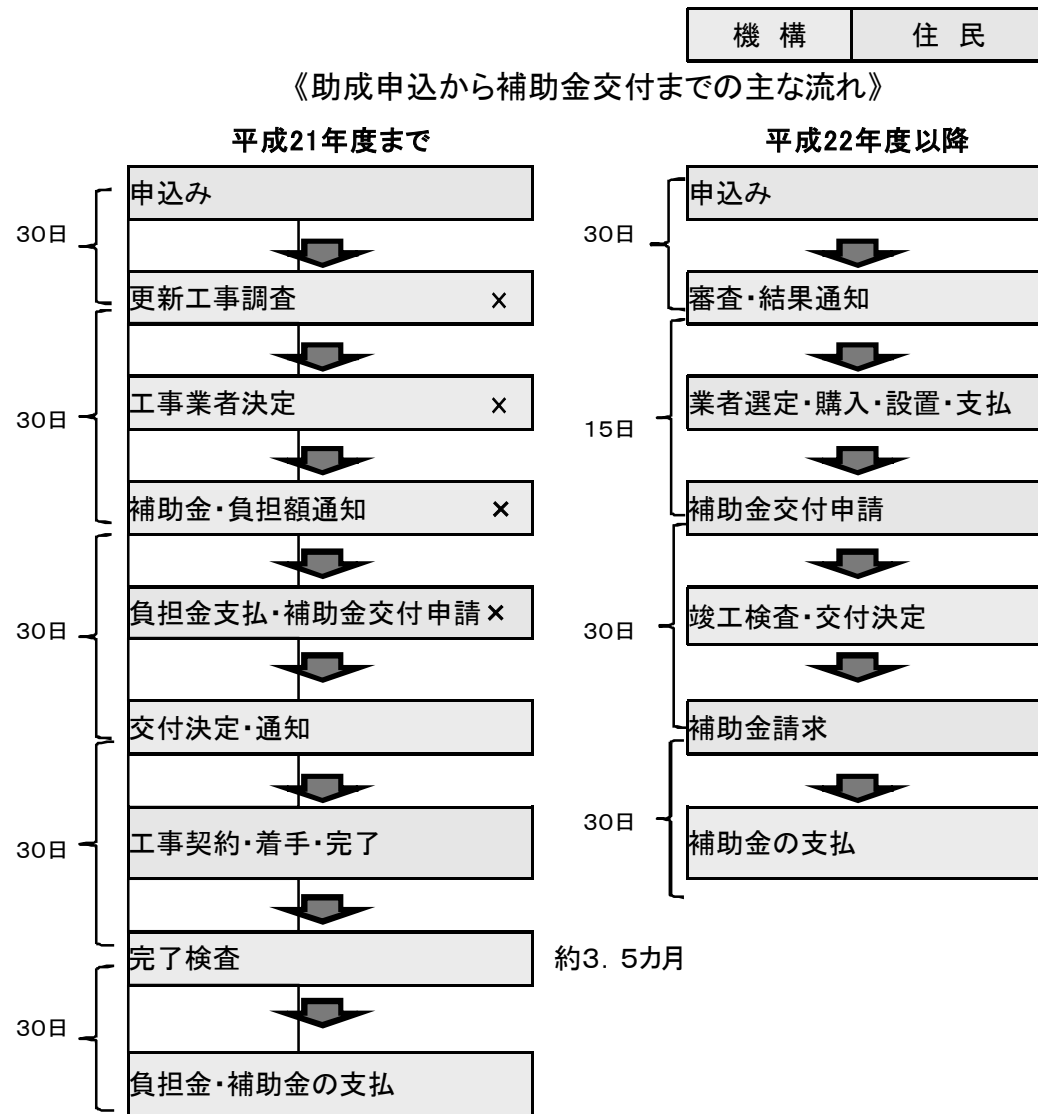 機 構 住 民
《助成申込から補助金交付までの主な流れ》
平成21年度まで
申込み
30日
更新工事調査 ×
工事業者決定 ×
30日
補助金・負担額通知 ×
負担金支払・補助金交付申請×
30日
交付決定・通知
工事契約・着手・完了
30日
完了検査
30日
負担金・補助金の支払
平成22年度以降
申込み
30日
審査・結果通知
業者選定・購入・設置・支払
15日
補助金交付申請
竣工検査・交付決定
30日
補助金請求
30日
補助金の支払
約3．5カ月